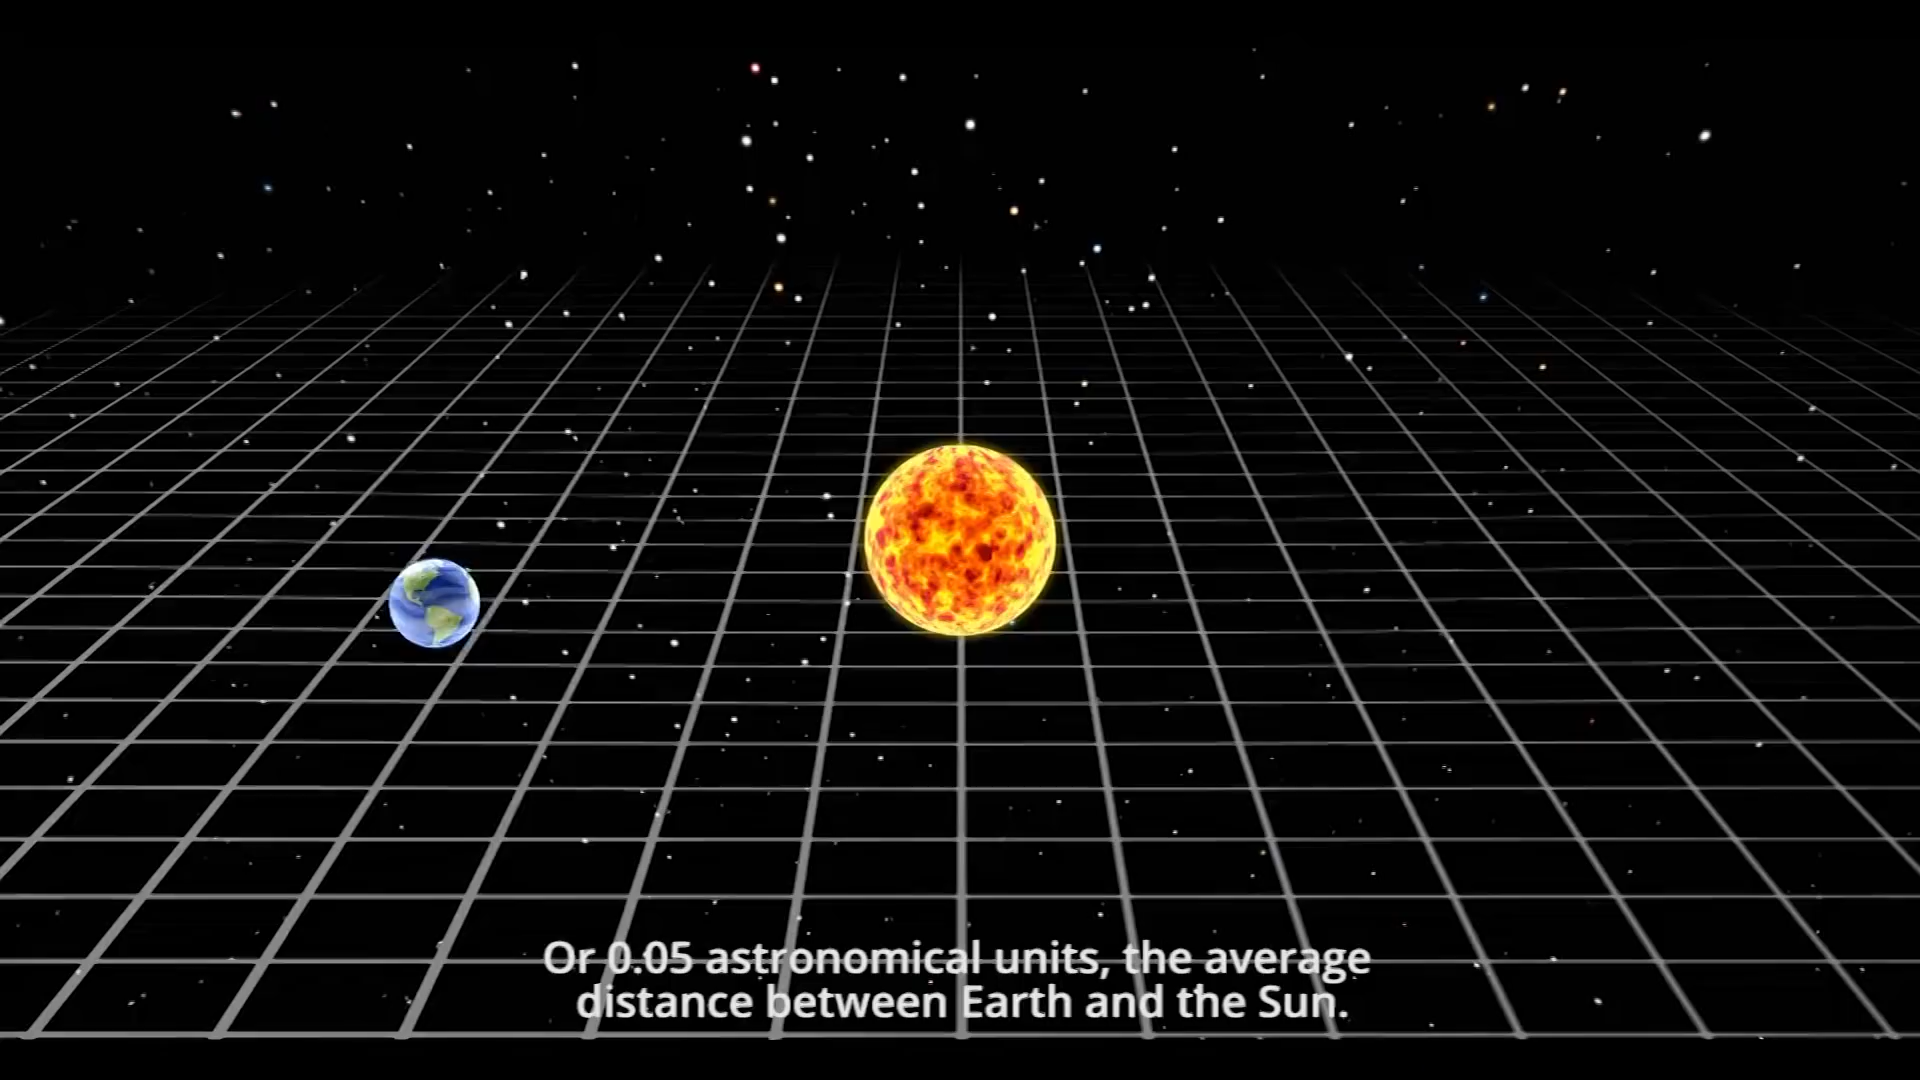 Or 0.05 astronomical units, the average
distance between Earth and the Sun.